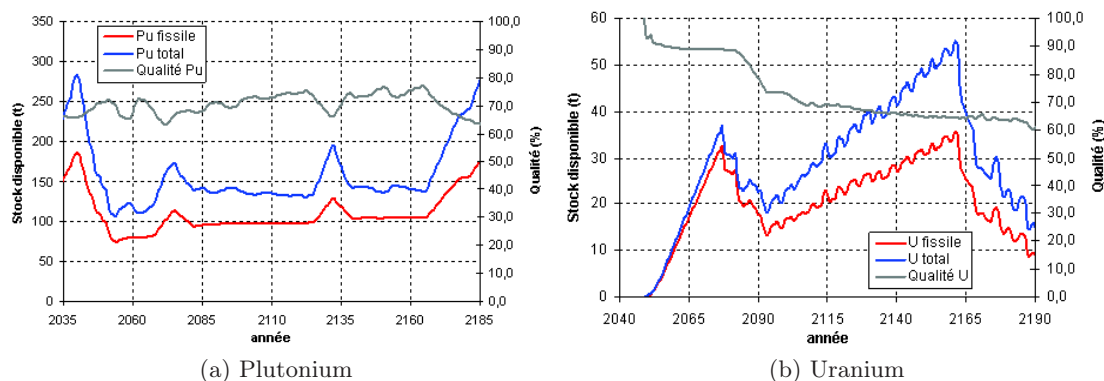 Pu fissile
Pu total
Qualité Pu
Stock disponible (t)
350
300
250
200
150
100
50
0
100,0
90,0
80,0
70,0
60,0
50,0
40,0
30,0
20,0
10,0
0,0
Qualité (%)
2035 2060 2085 2110 2135 2160 2185
année
(a) Plutonium
Stock disponible (t)
60
50
40
30
20
10
0
100,0
90,0
80,0
70,0
60,0
50,0
40,0
30,0
20,0
10,0
0,0
Qualité (%)
U fissile
U total
Qualité U
2040 2065 2090 2115 2140 2165 2190
année
(b) Uranium